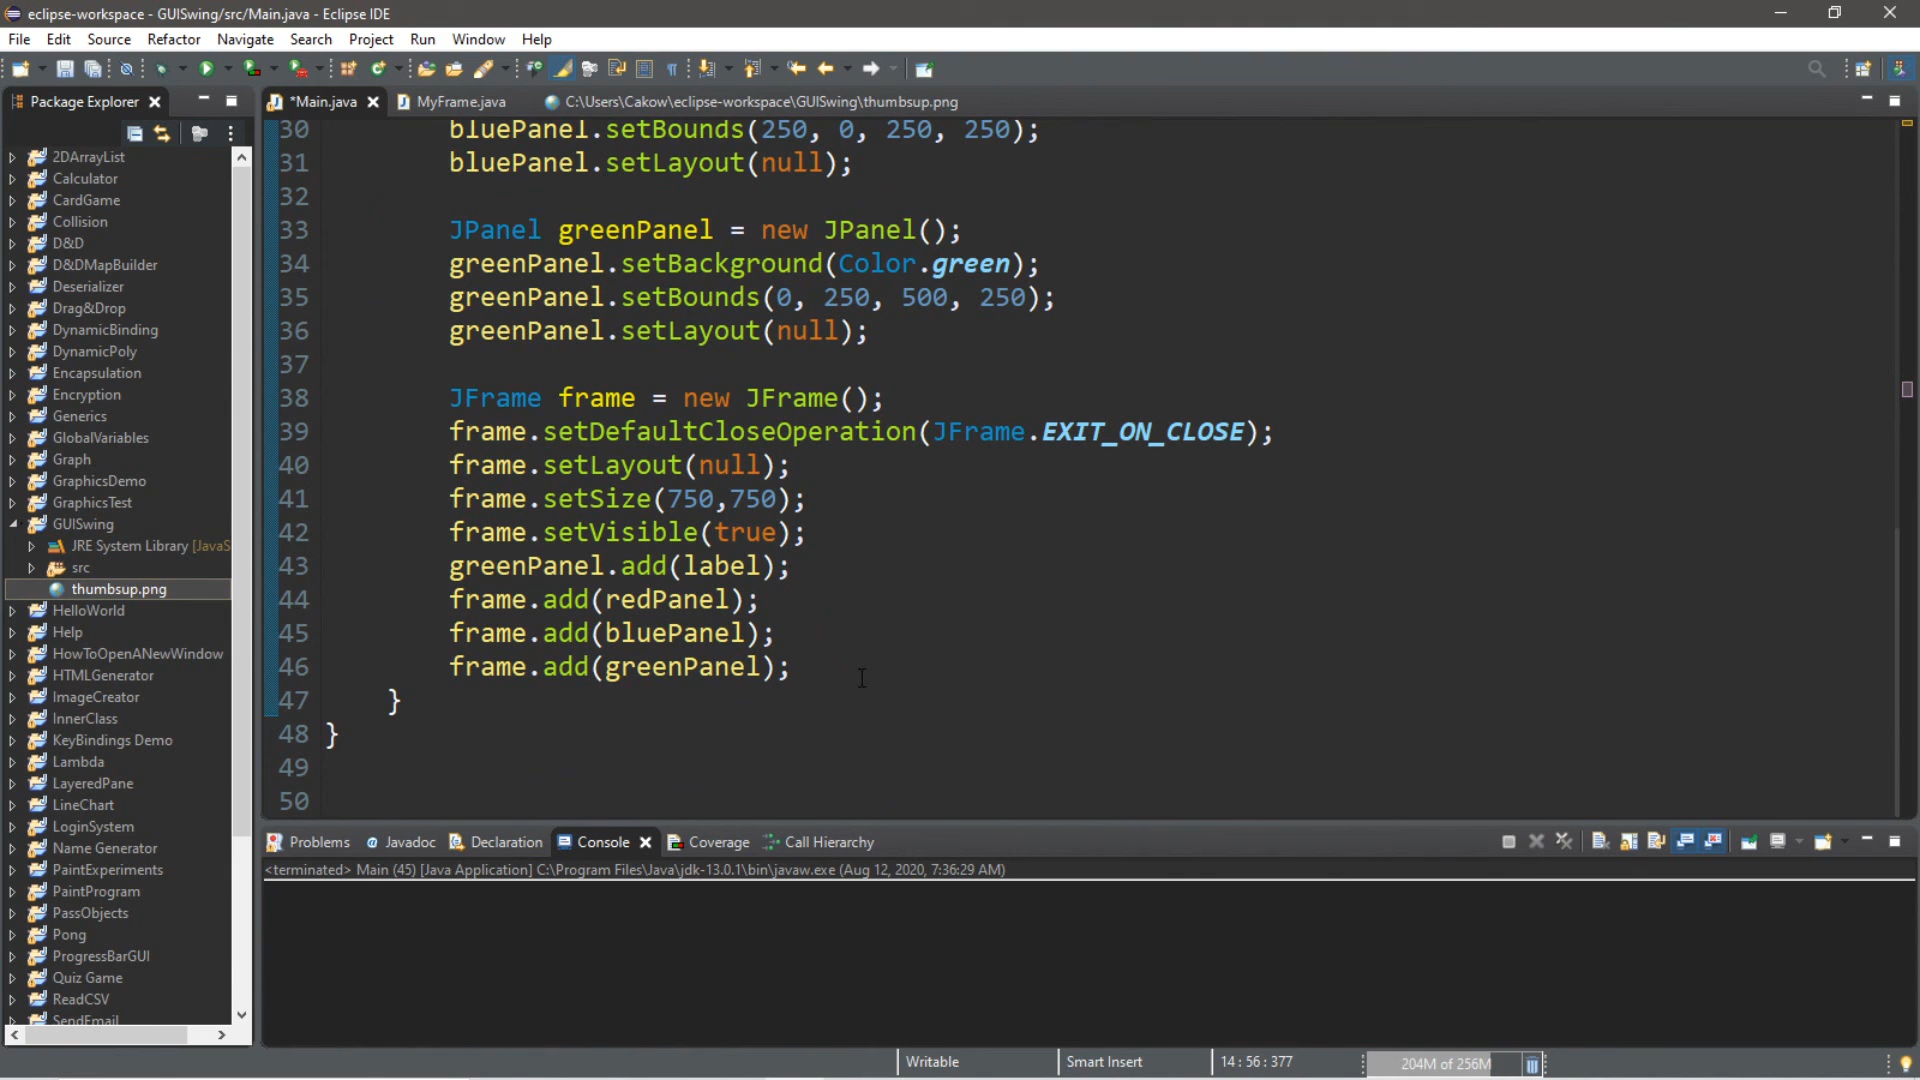 eclipse-workspace - GUISwing/src/Main.java - Eclipse IDE
File Edit Source Refactor Navigate Search Project Run Window Help
Package Explorer
*Main.java MyFrame.java C:\Users\Cakow\eclipse-workspace\GUISwing\thumbsup.png
2DArrayList
Calculator
CardGame
Collision
D&D
D&DMapBuilder
Deserializer
Drag&Drop
DynamicBinding
DynamicPoly
Encapsulation
Encryption
Generics
GlobalVariables
Graph
GraphicsDemo
GraphicsTest
GUISwing
JRE System Library [JavaS
src
thumbsup.png
HelloWorld
Help
HowToOpenANewWindow
HTMLGenerator
ImageCreator
InnerClass
KeyBindings Demo
Lambda
LayeredPane
LineChart
LoginSystem
Name Generator
PaintExperiments
PaintProgram
PassObjects
Pong
ProgressBarGUI
Quiz Game
ReadCSV
SendEmail
30 bluePanel.setBounds(250, 0, 250, 250);
31 bluePanel.setLayout(null);
32
33 JPanel greenPanel = new JPanel();
34 greenPanel.setBackground(Color.green);
35 greenPanel.setBounds(0, 250, 500, 250);
36 greenPanel.setLayout(null);
37
38 JFrame frame = new JFrame();
39 frame.setDefaultCloseOperation(JFrame.EXIT_ON_CLOSE);
40 frame.setLayout(null);
41 frame.setSize(750,750);
42 frame.setVisible(true);
43 greenPanel.add(label);
44 frame.add(redPanel);
45 frame.add(bluePanel);
46 frame.add(greenPanel);
47 }
48 }
49
50
Problems @ Javadoc Declaration Console Coverage Call Hierarchy
<terminated> Main (45) [Java Application] C:\Program Files\Java\jdk-13.0.1\bin\javaw.exe (Aug 12, 2020, 7:36:29 AM)
Writable Smart Insert 14 : 56 : 377 204M of 256M